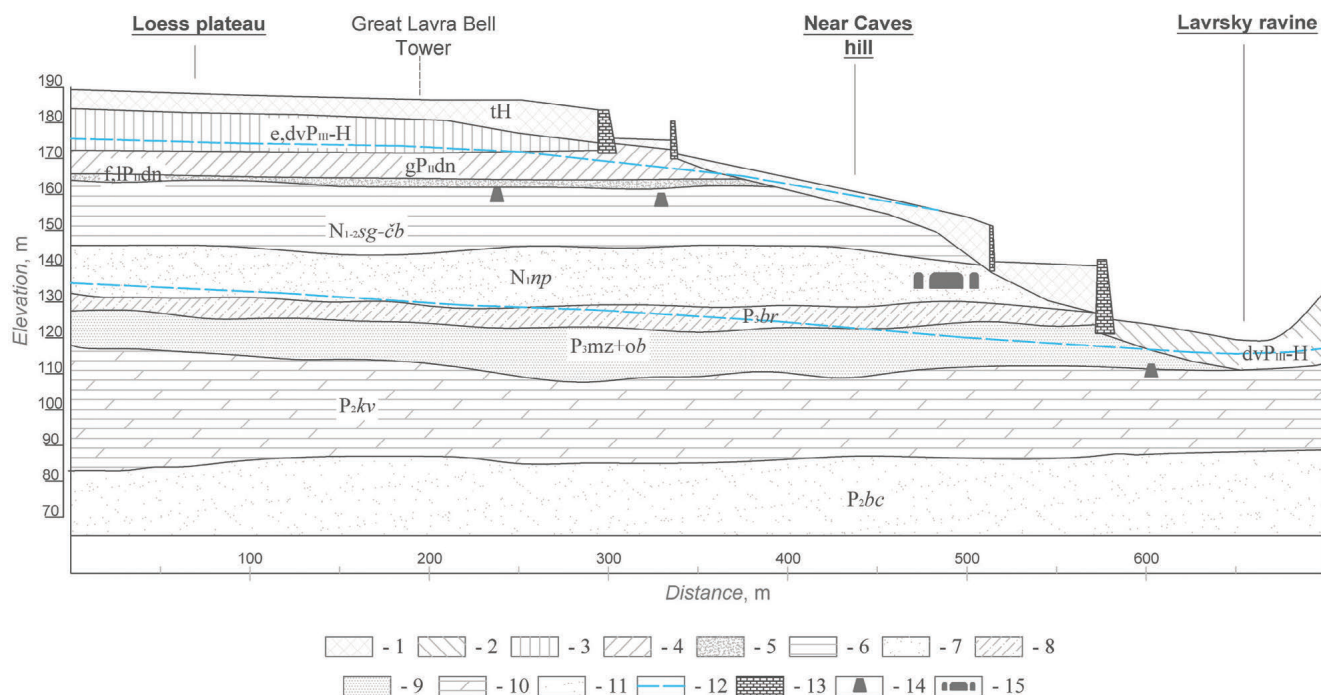 Loess plateau
Great Lavra Bell
Tower
Near Caves
hill
Lavrsky ravine
190
180
170
160
150
140
130
120
110
100
90
80
70
Elevation, m
tH
e,dvPIII-H
gPIIdn
f,lPIIdn
N1-2sg-čb
N1np
P3br
P3mz+ob
dvPIII-H
P2kv
P2bc
100 200 300 400 500 600
Distance, m
- 1 - 2 - 3 - 4 - 5 - 6 - 7 - 8
- 9 - 10 - 11 - 12 - 13 - 14 - 15